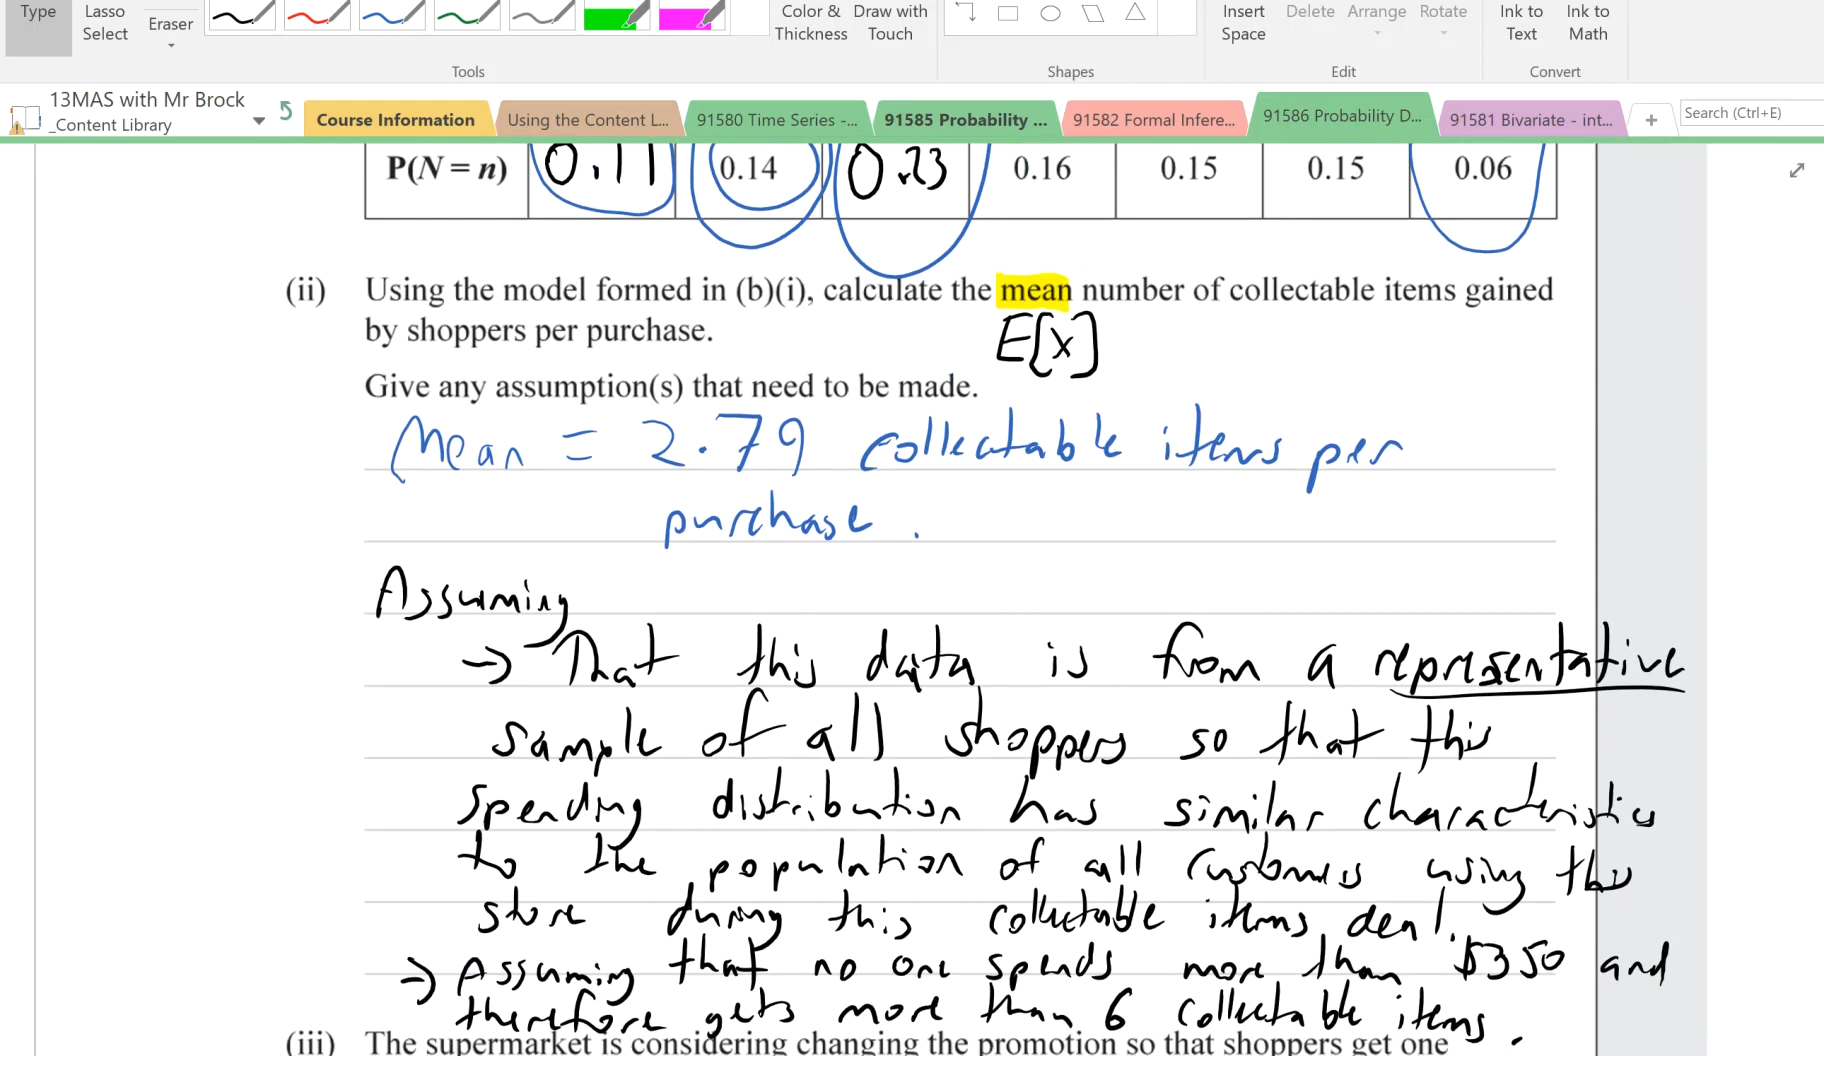 Type
Lasso
Select
Eraser
Color &
Thickness
Draw with
Touch
Insert
Space
Delete
Arrange
Rotate
Ink to
Text
Ink to
Math
Tools
Shapes
Edit
Convert
13MAS with Mr Brock
_Content Library
Course Information
Using the Content L...
91580 Time Series -...
91585 Probability ...
91582 Formal Infere...
91586 Probability D...
91581 Bivariate - int...
+
Search (Ctrl+E)
P(N = n) 0.11 0.14 0.23 0.16 0.15 0.15 0.06
(ii) Using the model formed in (b)(i), calculate the mean number of collectable items gained
by shoppers per purchase.
E[x]
Give any assumption(s) that need to be made.
Mean = 2.79 collectable items per
purchase.
Assuming
→ That this data is from a representative
sample of all shoppers so that this
spending distribution has similar characteristics
to the population of all customers using this
store during this collectable items deal.
→ Assuming that no one spends more than $350 and
therefore gets more than 6 collectable items.
(iii) The supermarket is considering changing the promotion so that shoppers get one